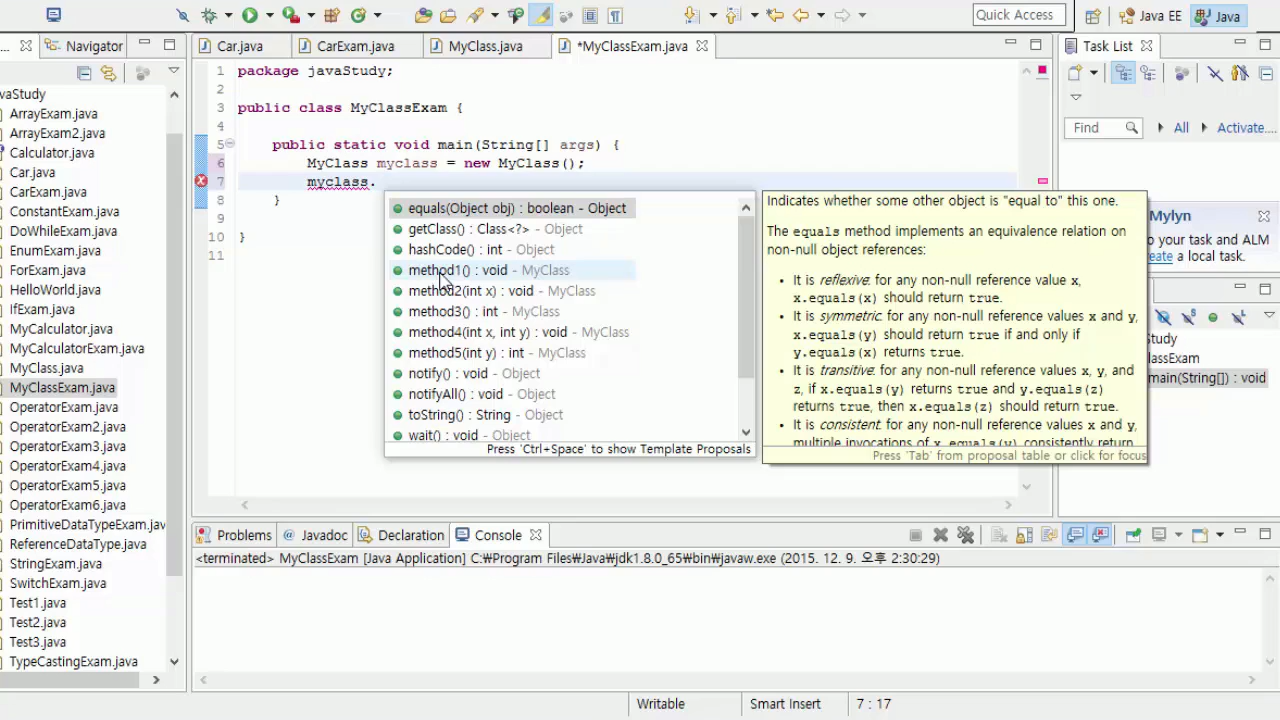 Quick Access
Java EE
Java
Navigator
Car.java
CarExam.java
MyClass.java
*MyClassExam.java
Task List
vaStudy
ArrayExam.java
ArrayExam2.java
Calculator.java
Car.java
CarExam.java
ConstantExam.java
DoWhileExam.java
EnumExam.java
ForExam.java
HelloWorld.java
IfExam.java
MyCalculator.java
MyCalculatorExam.java
MyClass.java
MyClassExam.java
OperatorExam.java
OperatorExam2.java
OperatorExam3.java
OperatorExam4.java
OperatorExam5.java
OperatorExam6.java
PrimitiveDataTypeExam.jav
ReferenceDataType.java
StringExam.java
SwitchExam.java
Test1.java
Test2.java
Test3.java
TypeCastingExam.java
1 package javaStudy;
2
3 public class MyClassExam {
4
5 public static void main(String[] args) {
6 MyClass myclass = new MyClass();
7 myclass.
8 }
9
10 }
11
equals(Object obj) : boolean - Object
getClass() : Class<?> - Object
hashCode() : int - Object
method1() : void - MyClass
method2(int x) : void - MyClass
method3() : int - MyClass
method4(int x, int y) : void - MyClass
method5(int y) : int - MyClass
notify() : void - Object
notifyAll() : void - Object
toString() : String - Object
wait() : void - Object
Press 'Ctrl+Space' to show Template Proposals
Indicates whether some other object is "equal to" this one.
The equals method implements an equivalence relation on
non-null object references:
• It is reflexive: for any non-null reference value x,
x.equals(x) should return true.
• It is symmetric: for any non-null reference values x and y,
x.equals(y) should return true if and only if
y.equals(x) returns true.
• It is transitive: for any non-null reference values x, y, and
z, if x.equals(y) returns true and y.equals(z)
returns true, then x.equals(z) should return true.
• It is consistent: for any non-null reference values x and y,
multiple invocations of x.equals(y) consistently return
Press 'Tab' from proposal table or click for focus
Find
All
Activate...
Mylyn
to your task and ALM
eate a local task.
Study
lassExam
main(String[]) : void
Problems
@ Javadoc
Declaration
Console
<terminated> MyClassExam [Java Application] C:₩Program Files₩Java₩jdk1.8.0_65₩bin₩javaw.exe (2015. 12. 9. 오후 2:30:29)
Writable
Smart Insert
7 : 17